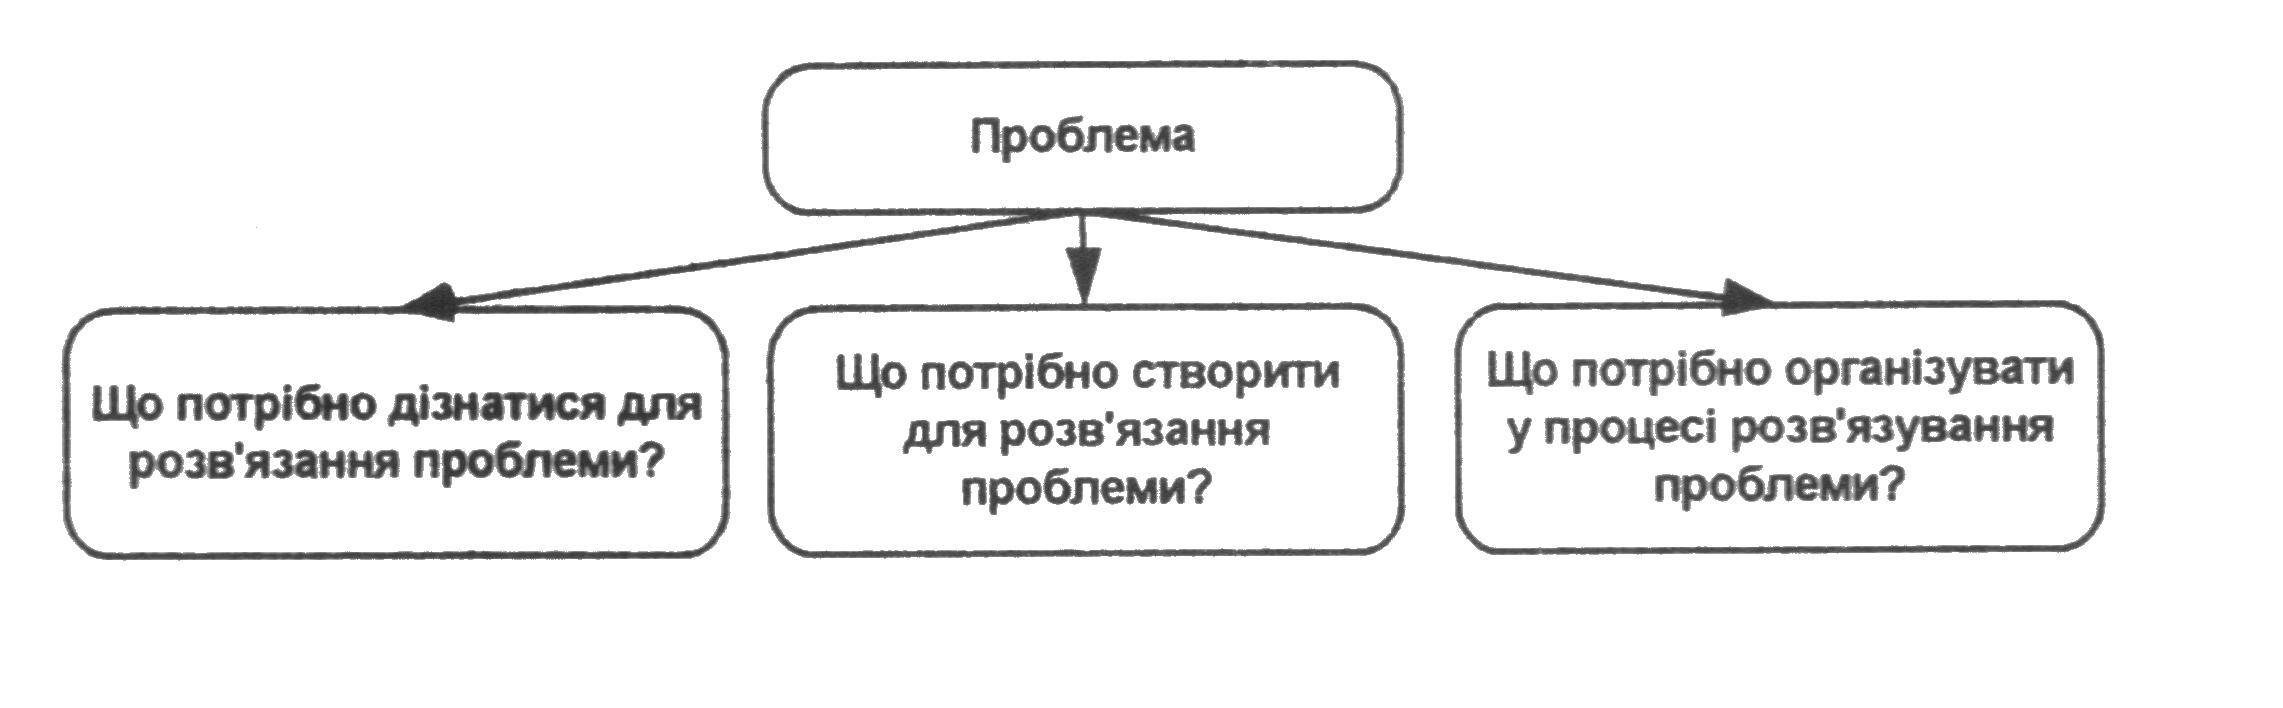 Проблема
Що потрібно дізнатися для
розв'язання проблеми?
Що потрібно створити
для розв'язання
проблеми?
Що потрібно організувати
у процесі розв'язування
проблеми?